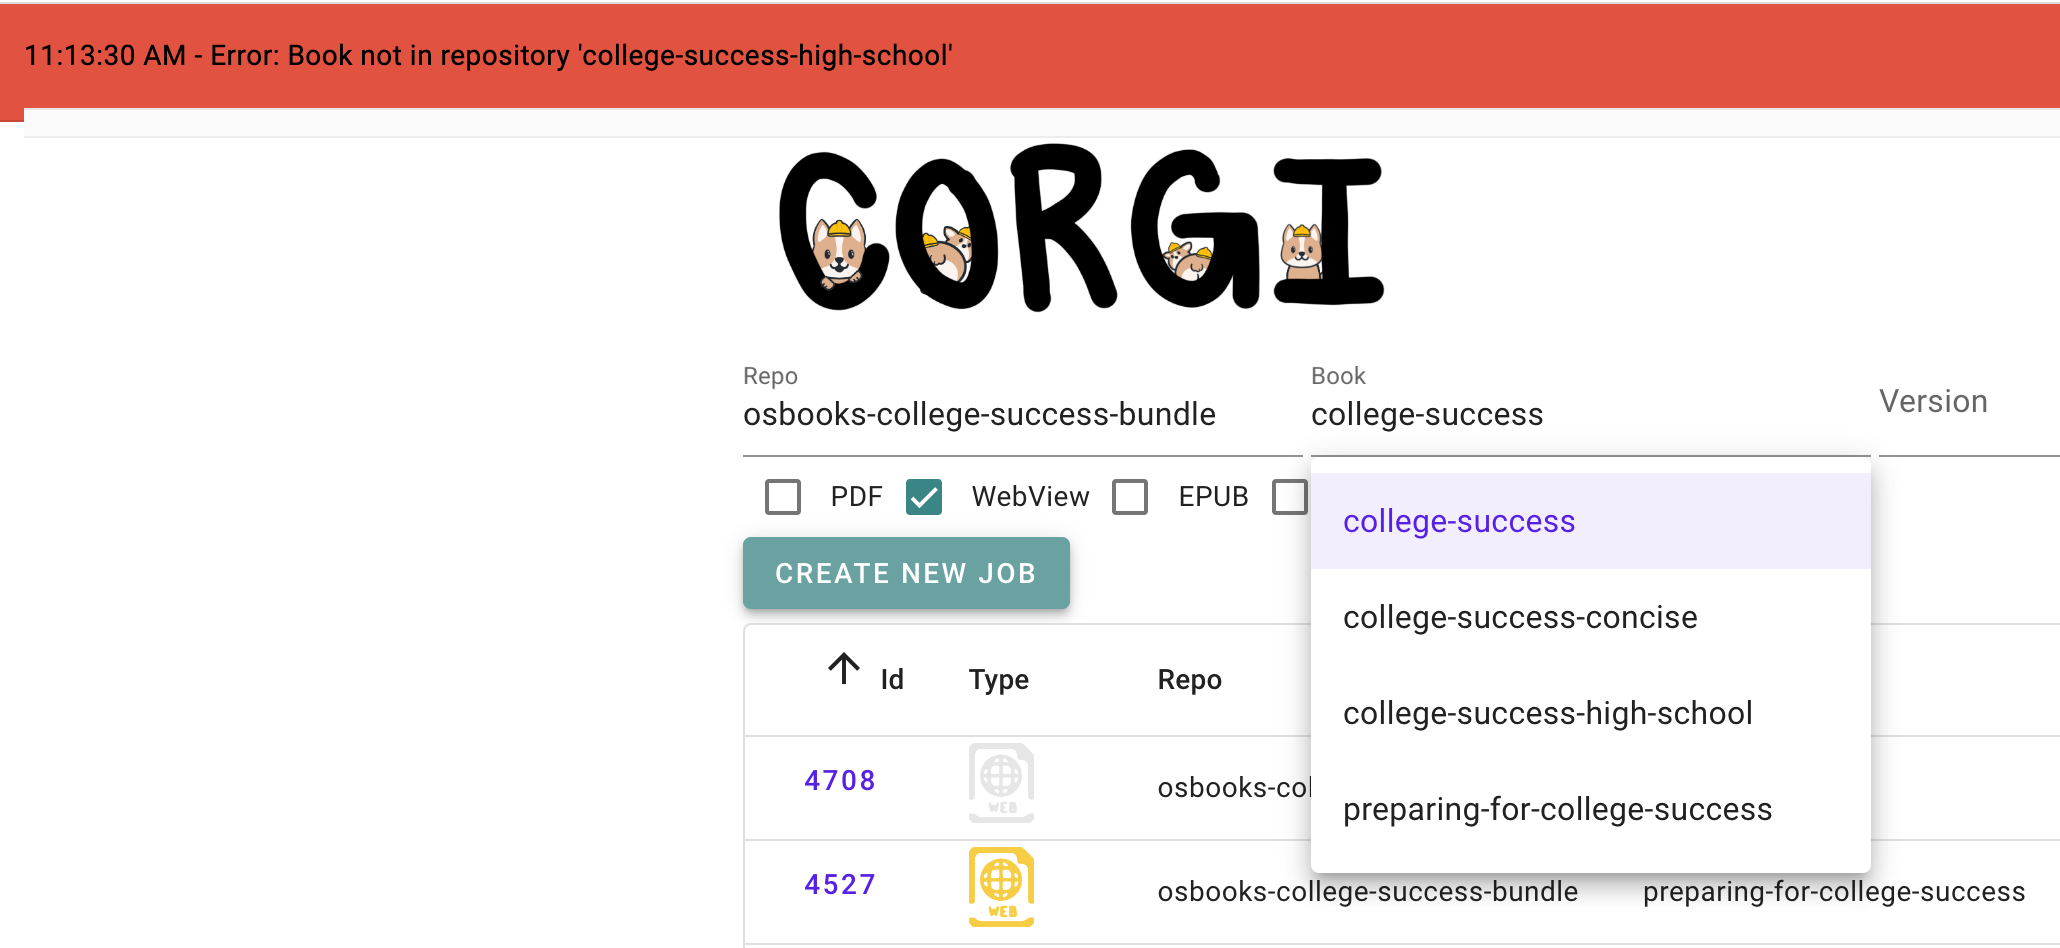 11:13:30 AM - Error: Book not in repository 'college-success-high-school'
CORGI
Repo
osbooks-college-success-bundle
Book
college-success
Version
PDF
WebView
EPUB
college-success
college-success-concise
college-success-high-school
preparing-for-college-success
CREATE NEW JOB
Id Type Repo
4708 WEB osbooks-col
4527 WEB osbooks-college-success-bundle preparing-for-college-success